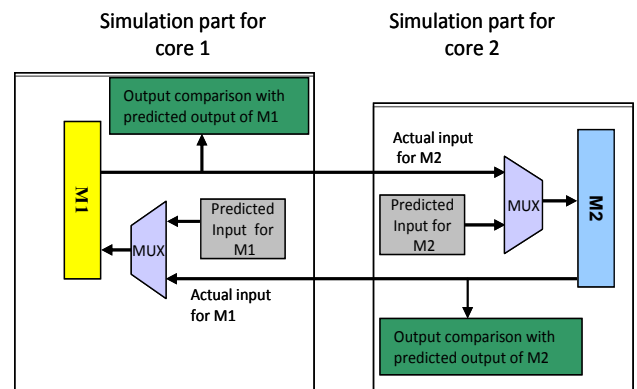 Simulation part for
core 1
Simulation part for
core 2
Output comparison with
predicted output of M1
Actual input
for M2
M1
Predicted
Input for
M1
MUX
Predicted
Input for
M2
MUX
M2
Actual input
for M1
Output comparison with
predicted output of M2